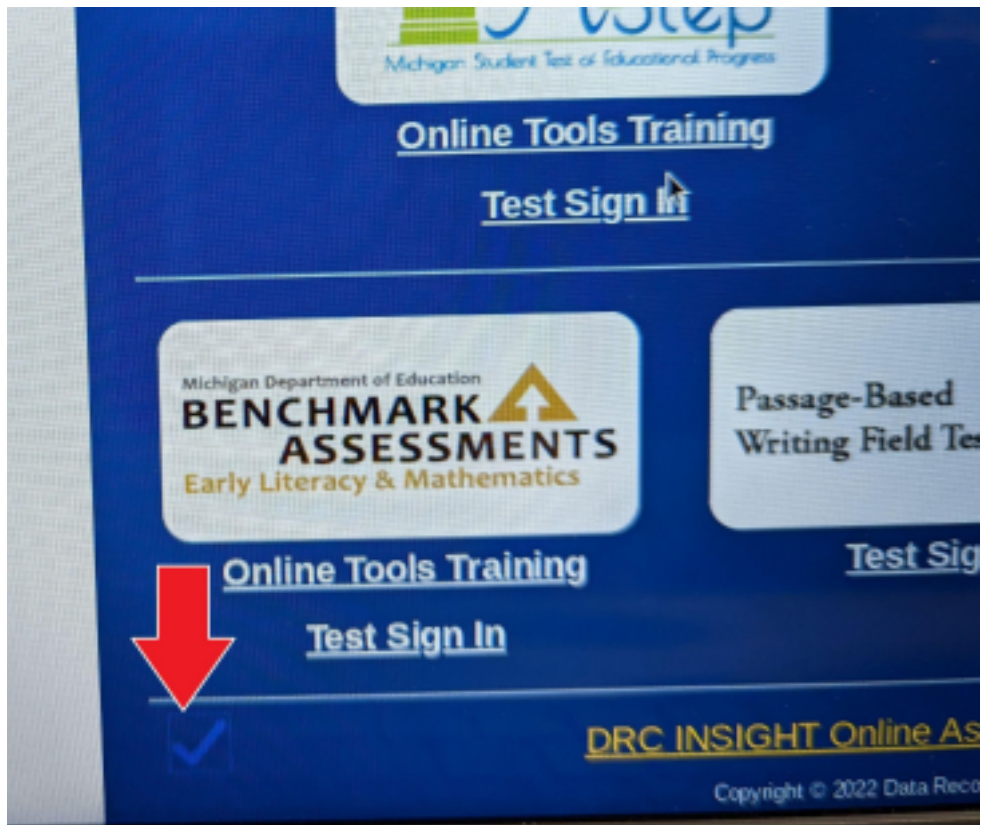 Michigan Student Test of Educational Progress
Online Tools Training
Test Sign In
Michigan Department of Education
BENCHMARK
ASSESSMENTS
Early Literacy & Mathematics
Passage-Based
Writing Field
Online Tools Training
Test
Test Sign In
DRC INSIGHT Online
Copyright © 2022 Data